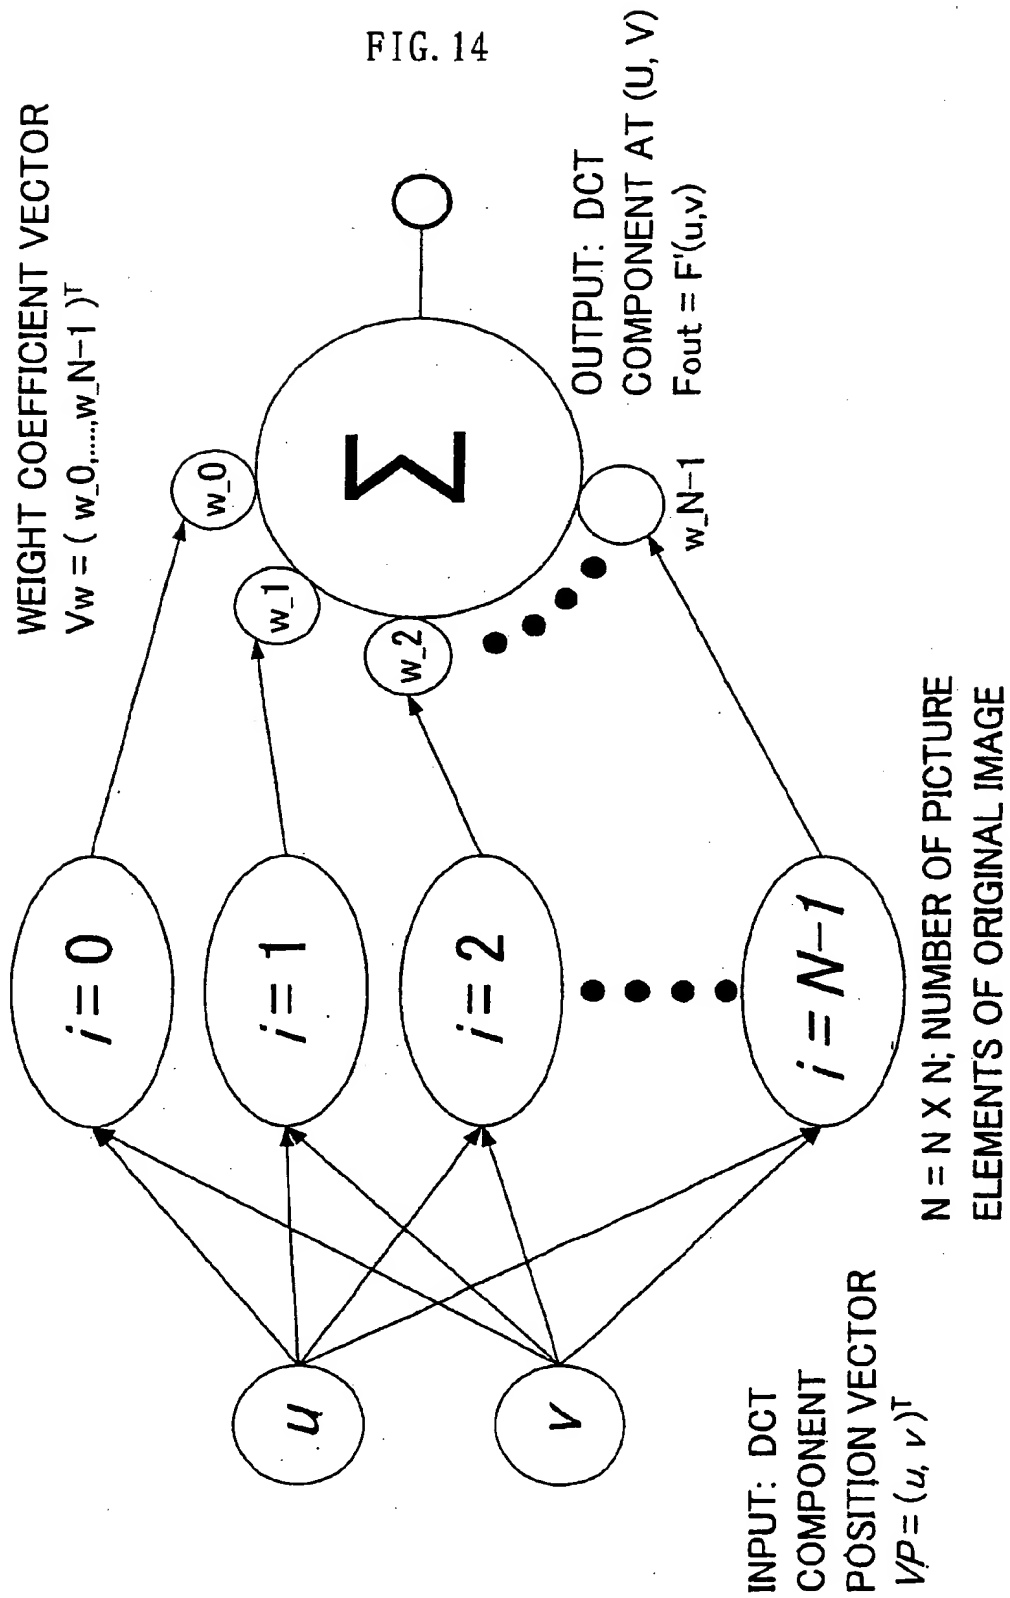 FIG. 14
WEIGHT COEFFICIENT VECTOR
Vw = ( w_0,....,w_N-1 )ᵀ
w_0
w_1
w_2
w_N-1
Σ
OUTPUT: DCT
COMPONENT AT (U, V)
Fout = F'(u,v)
i = 0
i = 1
i = 2
i = N-1
N = N X N; NUMBER OF PICTURE
ELEMENTS OF ORIGINAL IMAGE
u
v
INPUT: DCT
COMPONENT
POSITION VECTOR
VP = (u, v)ᵀ